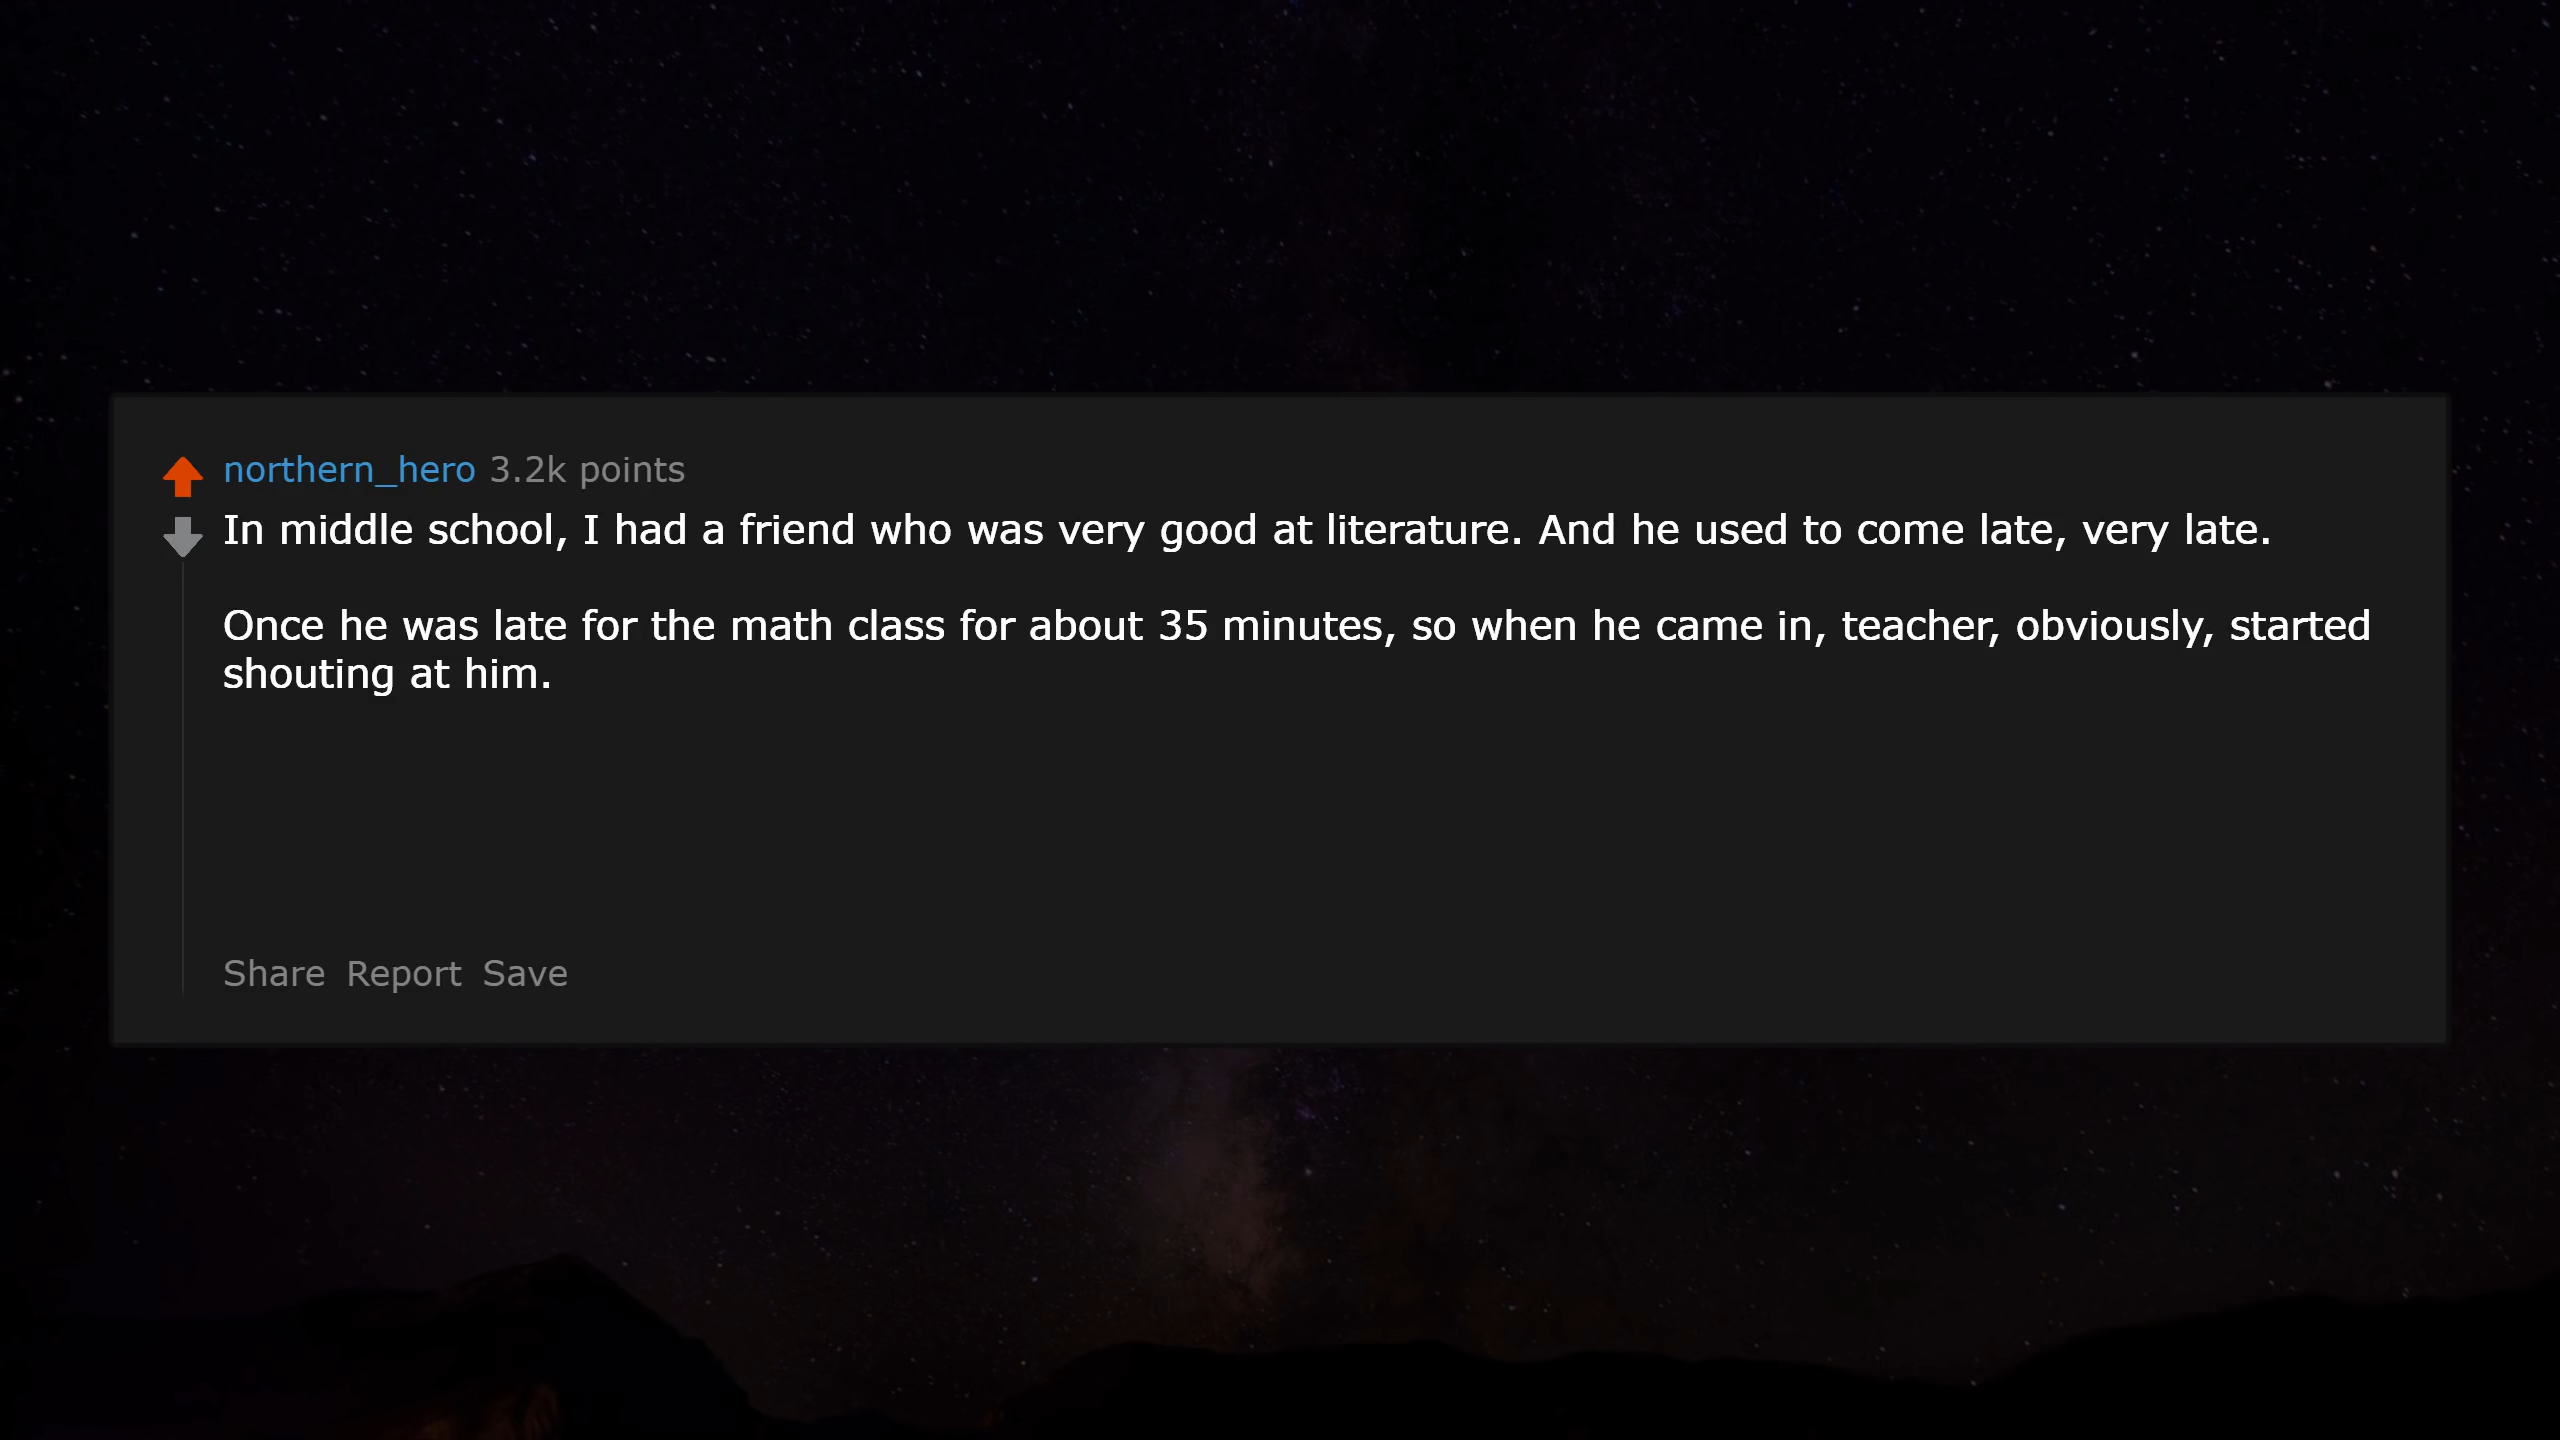 northern_hero 3.2k points
In middle school, I had a friend who was very good at literature. And he used to come late, very late.
Once he was late for the math class for about 35 minutes, so when he came in, teacher, obviously, started
shouting at him.
Share Report Save